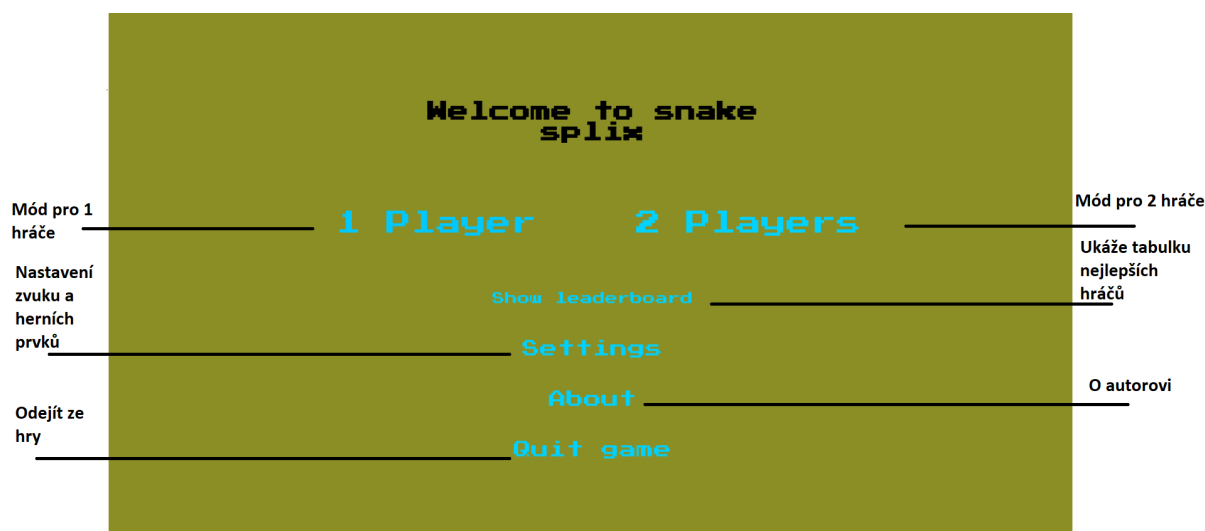 Welcome to snake
splix
Mód pro 1
hráče
1 Player
2 Players
Mód pro 2 hráče
Nastavení
zvuku a
herních
prvků
Show leaderboard
Ukáže tabulku
nejlepších
hráčů
Settings
About
O autorovi
Odejít ze
hry
Quit game